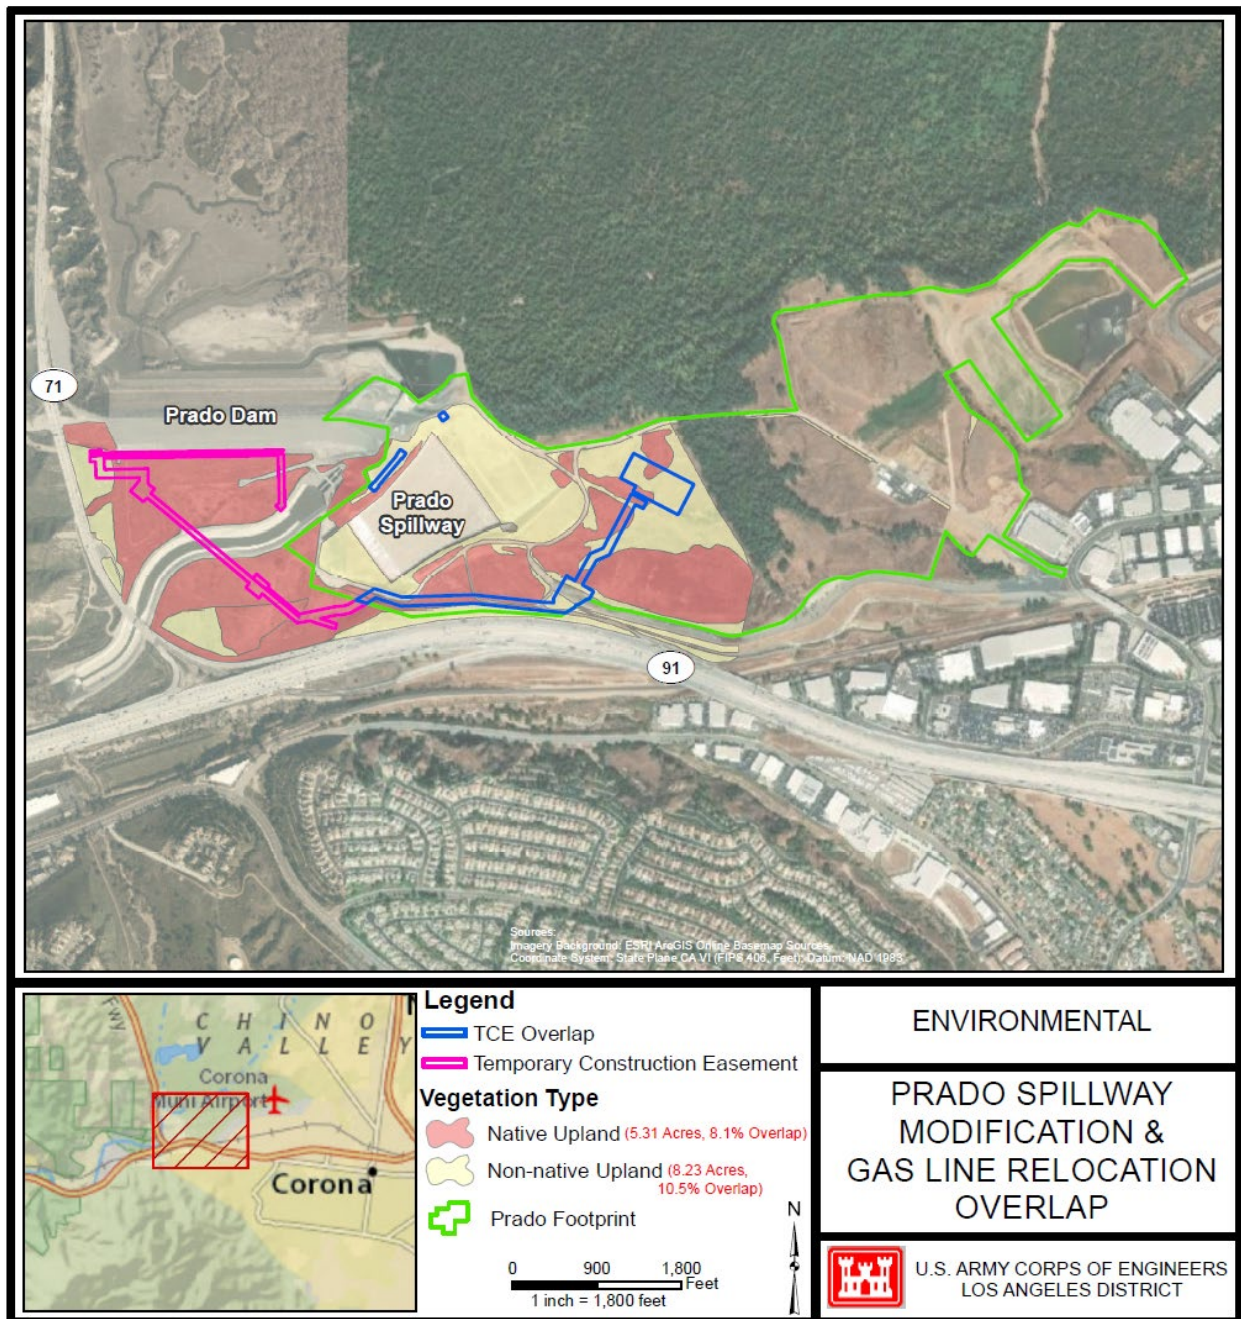 71
Prado Dam
Prado
Spillway
91
Sources:
Imagery Background: ESRI ArcGIS Online Basemap Sources
Coordinate System: State Plane CA VI (FIPS 406, Feet); Datum: NAD 1983
FWY
CHINO
VALLEY
Corona
Muni Airport
Corona
Legend
TCE Overlap
Temporary Construction Easement
Vegetation Type
Native Upland (5.31 Acres, 8.1% Overlap)
Non-native Upland (8.23 Acres,
10.5% Overlap)
Prado Footprint
N
0 900 1,800
Feet
1 inch = 1,800 feet
ENVIRONMENTAL
PRADO SPILLWAY
MODIFICATION &
GAS LINE RELOCATION
OVERLAP
U.S. ARMY CORPS OF ENGINEERS
LOS ANGELES DISTRICT